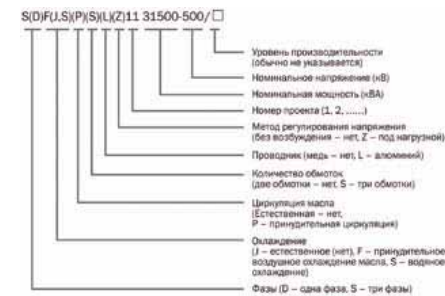 S(D)F(J,S)(P)(S)(L)(Z)11 31500-500/□
Уровень производительности
(обычно не указывается)
Номинальное напряжение (кВ)
Номинальная мощность (кВА)
Номер проекта (1, 2, ......)
Метод регулирования напряжения
(без возбуждения – нет, Z – под нагрузной)
Проводник (медь – нет, L – алюминий)
Количество обмоток
(две обмотки – нет, S – три обмотки)
Циркуляция масла
(Естественная – нет,
P – принудительная циркуляция)
Охлаждение
(J – естественное (нет), F – принудительное
воздушное охлаждение масла, S – водяное
охлаждение)
Фазы (D – одна фаза, S – три фазы)